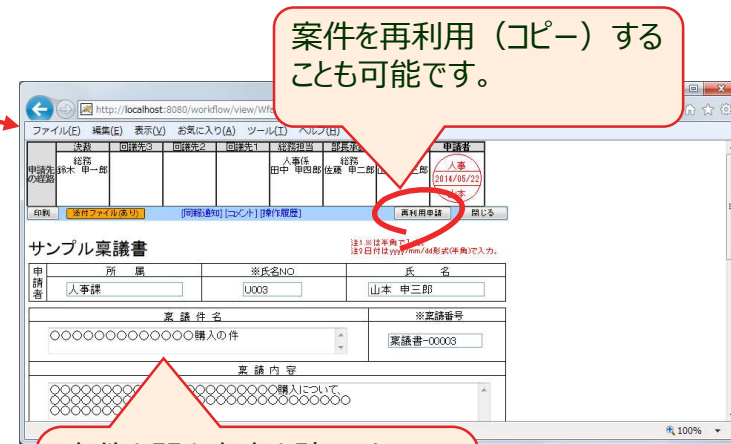 案件を再利用（コピー）する
ことも可能です。
http://localhost:8080/workflow/view/Wfa
ファイル(F) 編集(E) 表示(V) お気に入り(A) ツール(T) ヘルプ(H)
決裁 回議先3 回議先2 回議先1 総務担当 申請者
申請先の経路
総務 鈴木 甲一郎
人事係 田中 甲四郎
総務 佐藤 甲二郎
人事 2014/05/22 山本
印刷 添付ファイル(あり) [同報通知] [コメント] [操作履歴] 再利用申請 閉じる
サンプル稟議書
注1.※は半角で
注2.日付はyyyy/mm/dd形式(半角)で入力。
申請者 所 属 ※氏名NO 氏 名
人事課 U003 山本 申三郎
稟 議 件 名 ※稟議番号
○○○○○○○○○○○○○購入の件 稟議書-00003
稟 議 内 容
○○○○○○○○○○○○○○○○○○○○○購入について、
○○○○○○○○○○○○○○○○○○○○○○○○○○○
○○○○○○
100%